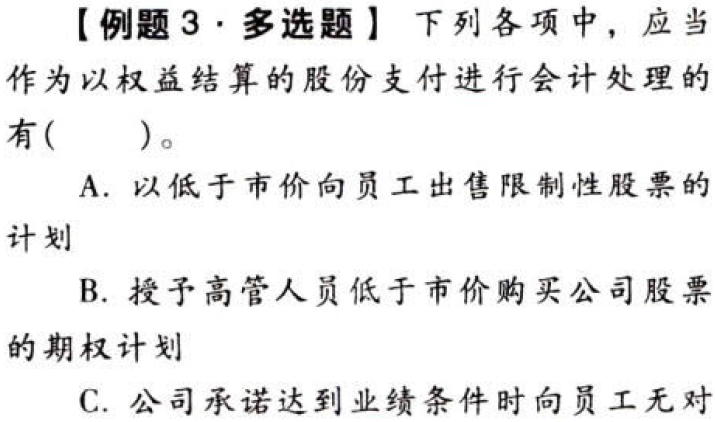 【例题3·多选题】 下列各项中，应当
作为以权益结算的股份支付进行会计处理的
有(　　)。
A. 以低于市价向员工出售限制性股票的
计划
B. 授予高管人员低于市价购买公司股票
的期权计划
C. 公司承诺达到业绩条件时向员工无对